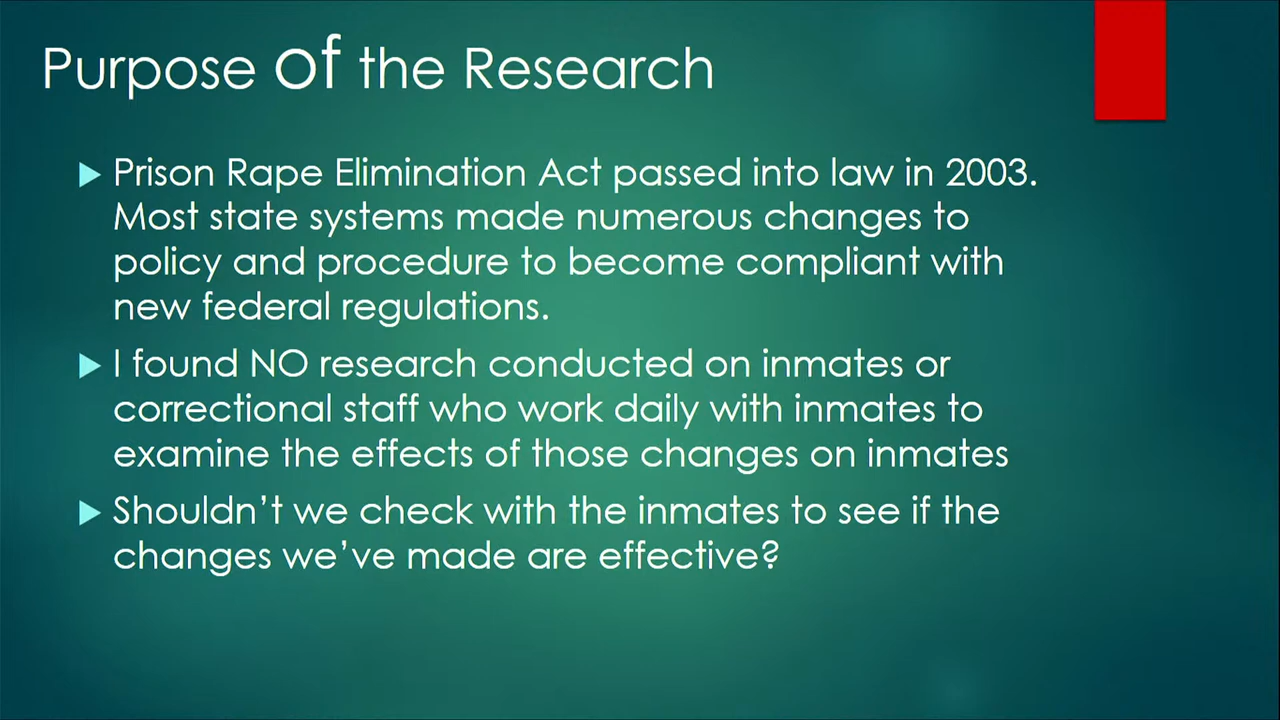 Purpose of the Research
Prison Rape Elimination Act passed into law in 2003.
Most state systems made numerous changes to
policy and procedure to become compliant with
new federal regulations.
I found NO research conducted on inmates or
correctional staff who work daily with inmates to
examine the effects of those changes on inmates
Shouldn’t we check with the inmates to see if the
changes we’ve made are effective?